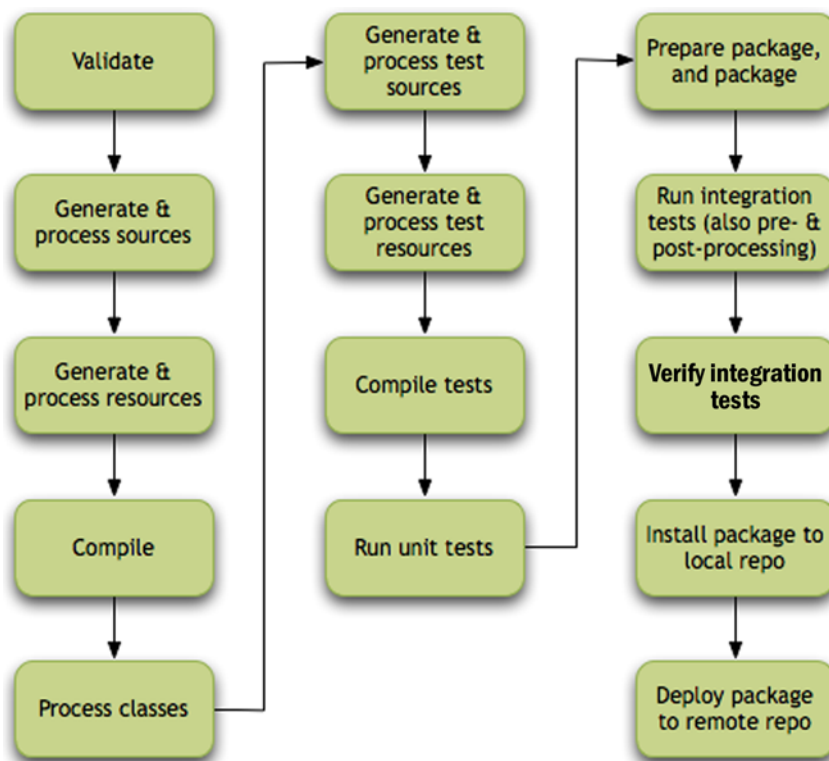 Validate
Generate &
process sources
Generate &
process resources
Compile
Process classes
Generate &
process test
sources
Generate &
process test
resources
Compile tests
Run unit tests
Prepare package,
and package
Run integration
tests (also pre- &
post-processing)
Verify integration
tests
Install package to
local repo
Deploy package
to remote repo